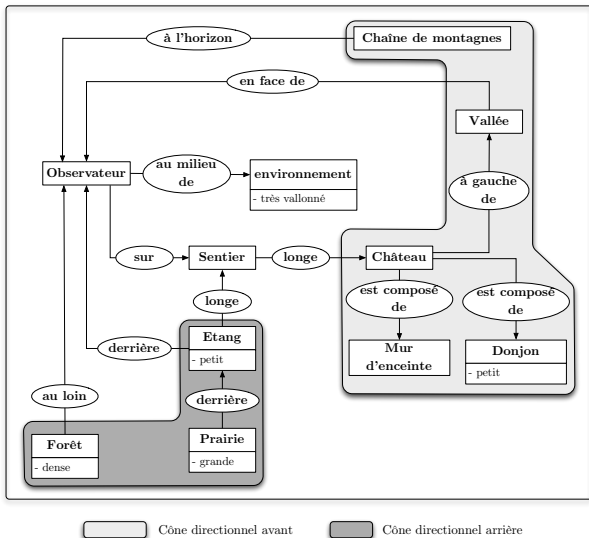 à l'horizon
Chaîne de montagnes
en face de
Vallée
Observateur
au milieu
de
environnement
- très vallonné
à gauche
de
sur
Sentier
longe
Château
est composé
de
est composé
de
longe
Etang
- petit
derrière
Mur
d'enceinte
Donjon
- petit
au loin
derrière
Forêt
- dense
Prairie
- grande
Cône directionnel avant
Cône directionnel arrière